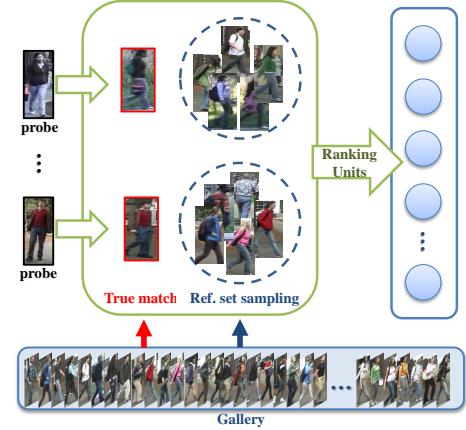 probe
...
probe
Ranking
Units
...
True match
Ref. set sampling
...
Gallery